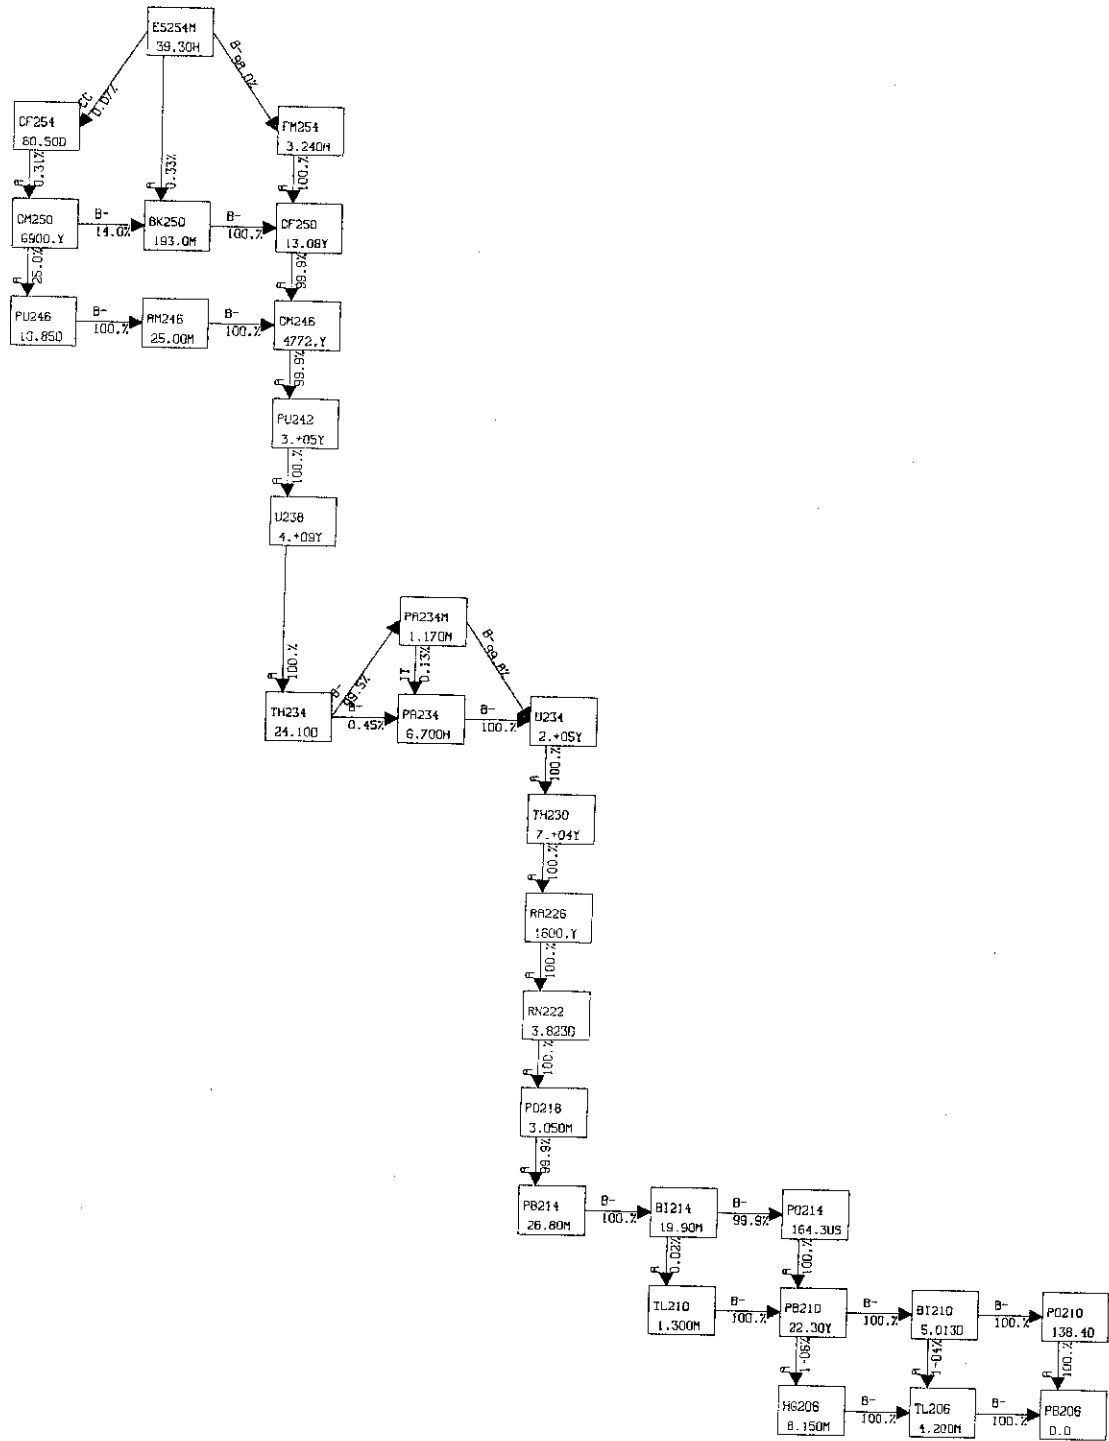 ES254M
39.30H
EC
0.07%
B-
98.0%
CF254
60.50D
FM254
3.240H
A
0.31%
A
0.33%
100.%
CM250
6900.Y
B-
14.0%
BK250
193.0M
B-
100.%
CF250
13.08Y
A
25.0%
A
99.9%
PU246
10.85D
B-
100.%
AM246
25.00M
B-
100.%
CM246
4772.Y
A
99.9%
PU242
3.+05Y
A
100.%
U238
4.+09Y
A
100.%
PA234M
1.170M
B-
99.5%
IT
0.13%
B-
99.8%
TH234
24.10D
B-
0.45%
PA234
6.700H
B-
100.%
U234
2.+05Y
A
100.%
TH230
7.+04Y
A
100.%
RA226
1600.Y
A
100.%
RN222
3.823D
A
100.%
PO218
3.050M
A
99.9%
PB214
26.80M
B-
100.%
BI214
19.90M
B-
99.9%
PO214
164.3US
A
0.02%
A
100.%
TL210
1.300M
B-
100.%
PB210
22.30Y
B-
100.%
BI210
5.013D
B-
100.%
PO210
138.4D
A
1-06%
A
1-04%
A
100.%
HG206
8.150M
B-
100.%
TL206
4.200M
B-
100.%
PB206
0.0